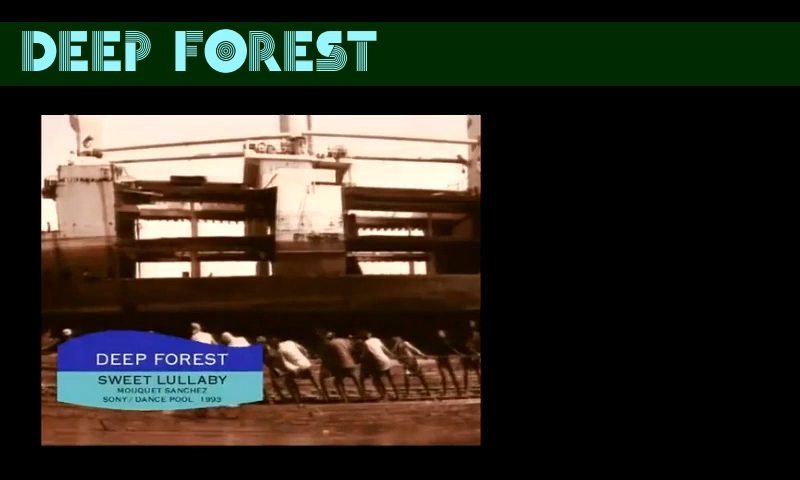 DEEP FOREST
DEEP FOREST
SWEET LULLABY
MOUQUET SANCHEZ
SONY / DANCE POOL 1993